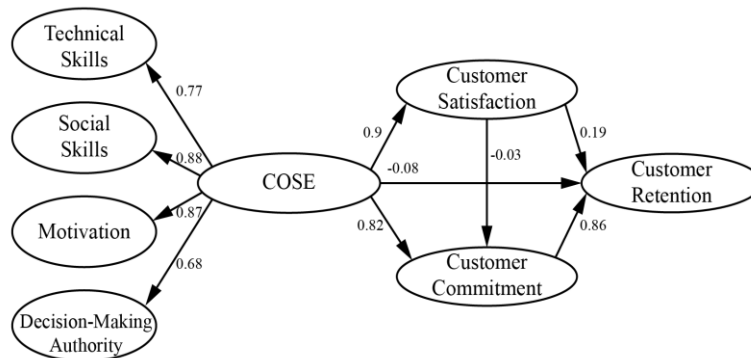 Technical
Skills
0.77
Social
Skills
0.88
Motivation
0.87
0.68
Decision-Making
Authority
COSE
0.9
-0.08
0.82
Customer
Satisfaction
-0.03
0.19
Customer
Commitment
0.86
Customer
Retention